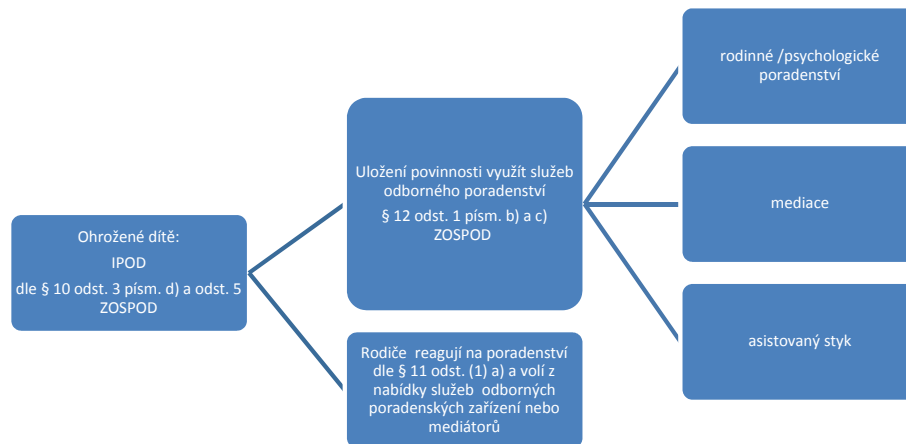 Ohrožené dítě:
IPOD
dle § 10 odst. 3 písm. d) a odst. 5
ZOSPOD
Uložení povinnosti využít služeb
odborného poradenství
§ 12 odst. 1 písm. b) a c)
ZOSPOD
Rodiče reagují na poradenství
dle § 11 odst. (1) a) a volí z
nabídky služeb odborných
poradenských zařízení nebo
mediátorů
rodinné /psychologické
poradenství
mediace
asistovaný styk